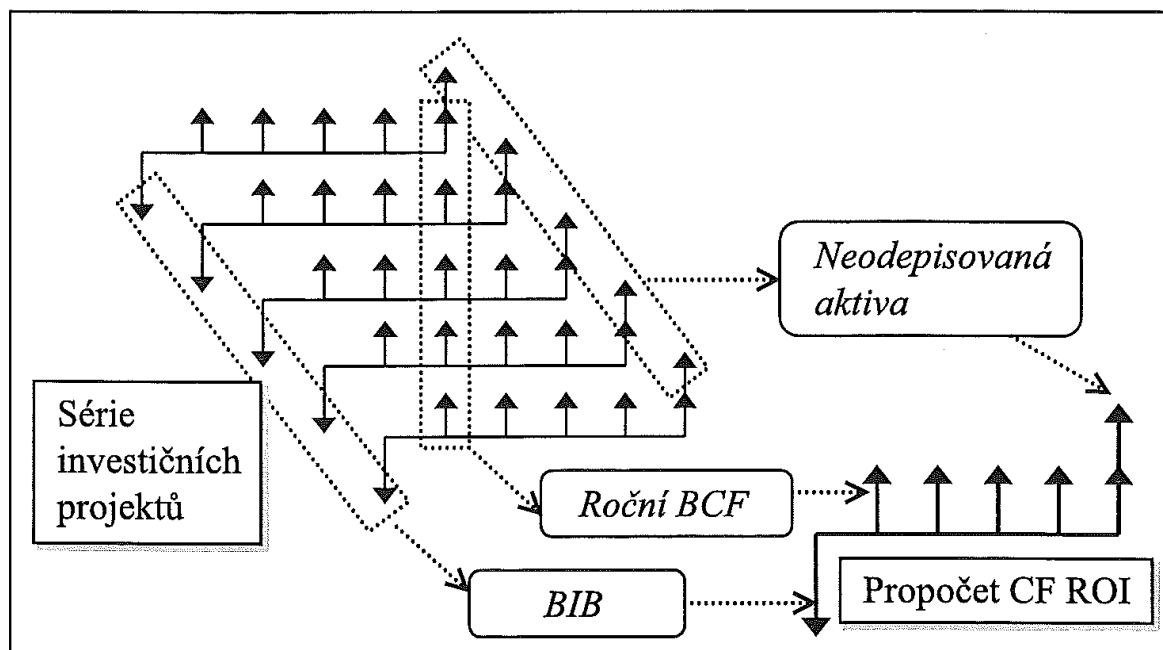 Neodepisovaná
aktiva
Série
investičních
projektů
Roční BCF
BIB
Propočet CF ROI